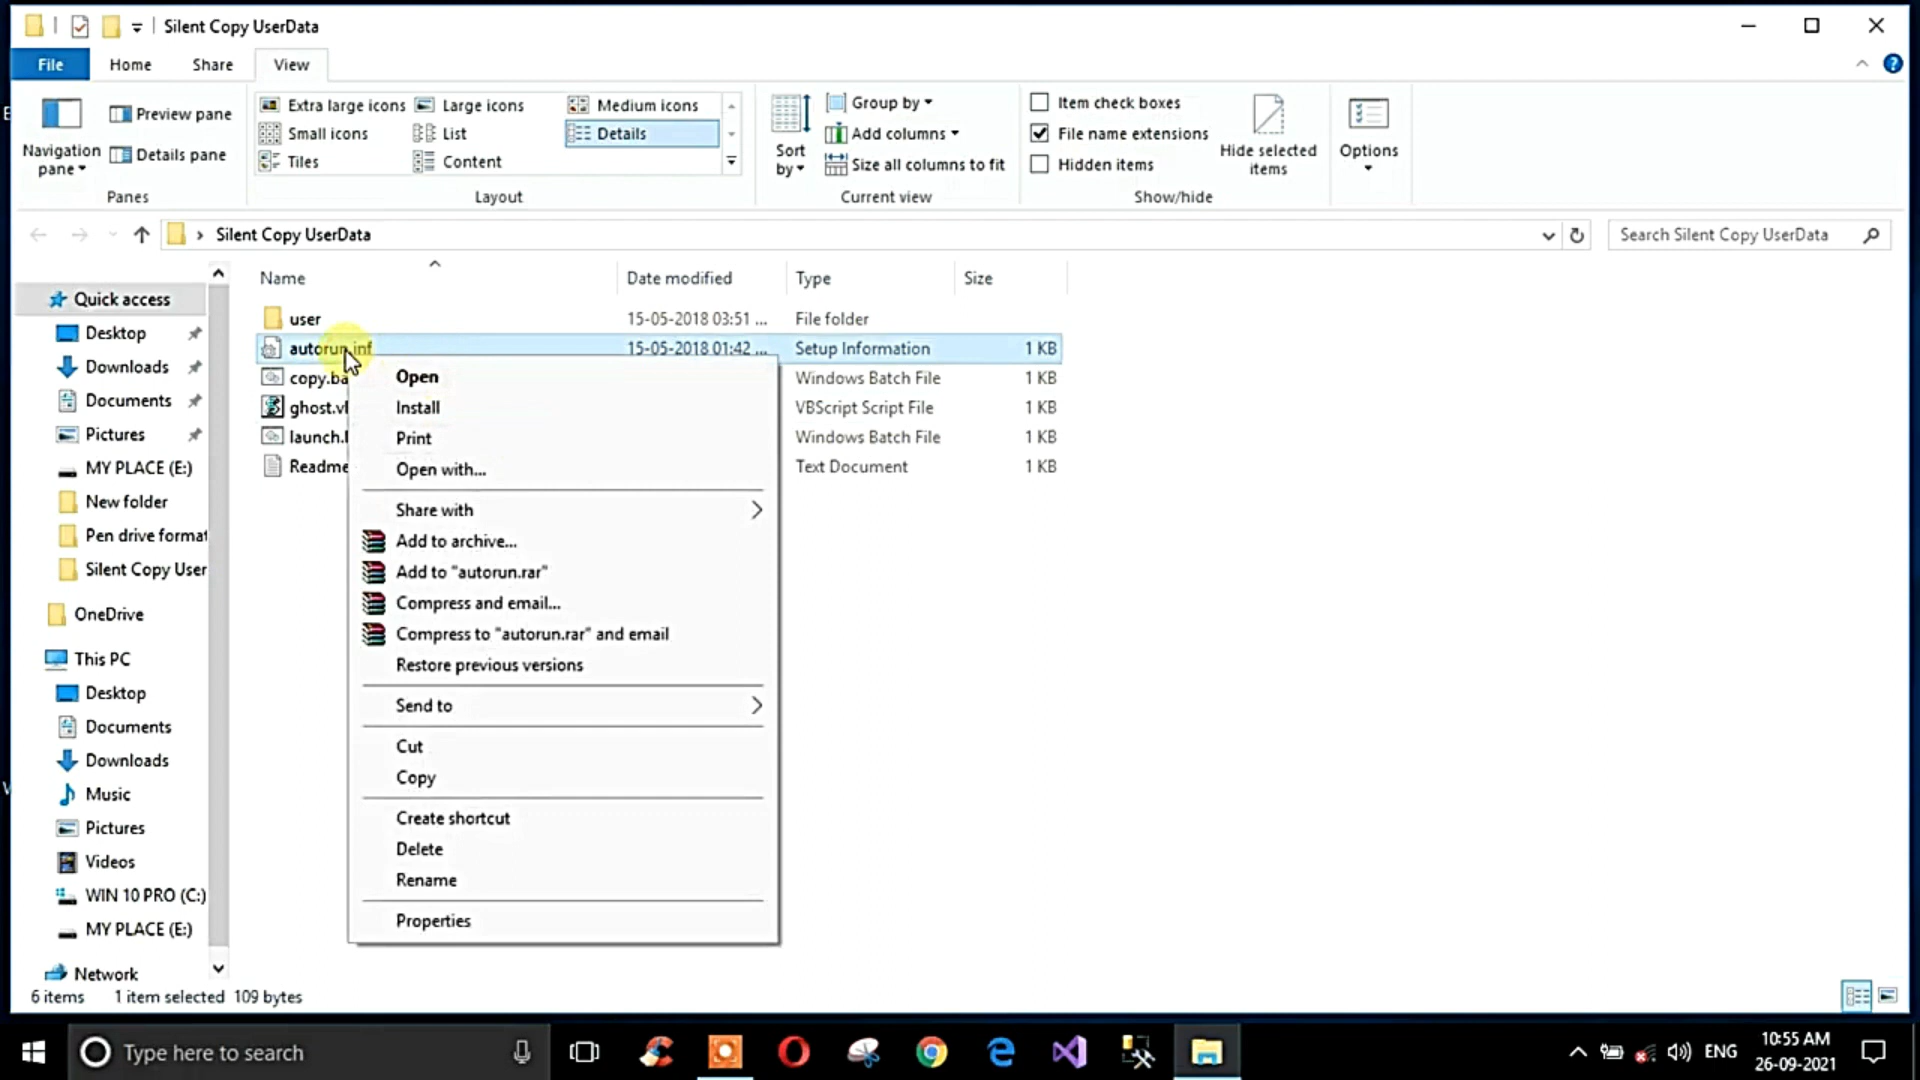 Silent Copy UserData
File Home Share View
Navigation pane
Preview pane
Details pane
Panes
Extra large icons Large icons Medium icons
Small icons List Details
Tiles Content
Layout
Sort by
Group by
Add columns
Size all columns to fit
Current view
Item check boxes
File name extensions
Hidden items
Hide selected items
Show/hide
Options
Silent Copy UserData
Search Silent Copy UserData
Name Date modified Type Size
user 15-05-2018 03:51 ... File folder
autorun.inf 15-05-2018 01:42 ... Setup Information 1 KB
copy.ba Windows Batch File 1 KB
ghost.v VBScript Script File 1 KB
launch. Windows Batch File 1 KB
Readme Text Document 1 KB
Quick access
Desktop
Downloads
Documents
Pictures
MY PLACE (E:)
New folder
Pen drive format
Silent Copy User
OneDrive
This PC
Desktop
Documents
Downloads
Music
Pictures
Videos
WIN 10 PRO (C:)
MY PLACE (E:)
Network
Open
Install
Print
Open with...
Share with
Add to archive...
Add to "autorun.rar"
Compress and email...
Compress to "autorun.rar" and email
Restore previous versions
Send to
Cut
Copy
Create shortcut
Delete
Rename
Properties
6 items 1 item selected 109 bytes
Type here to search
ENG
10:55 AM
26-09-2021